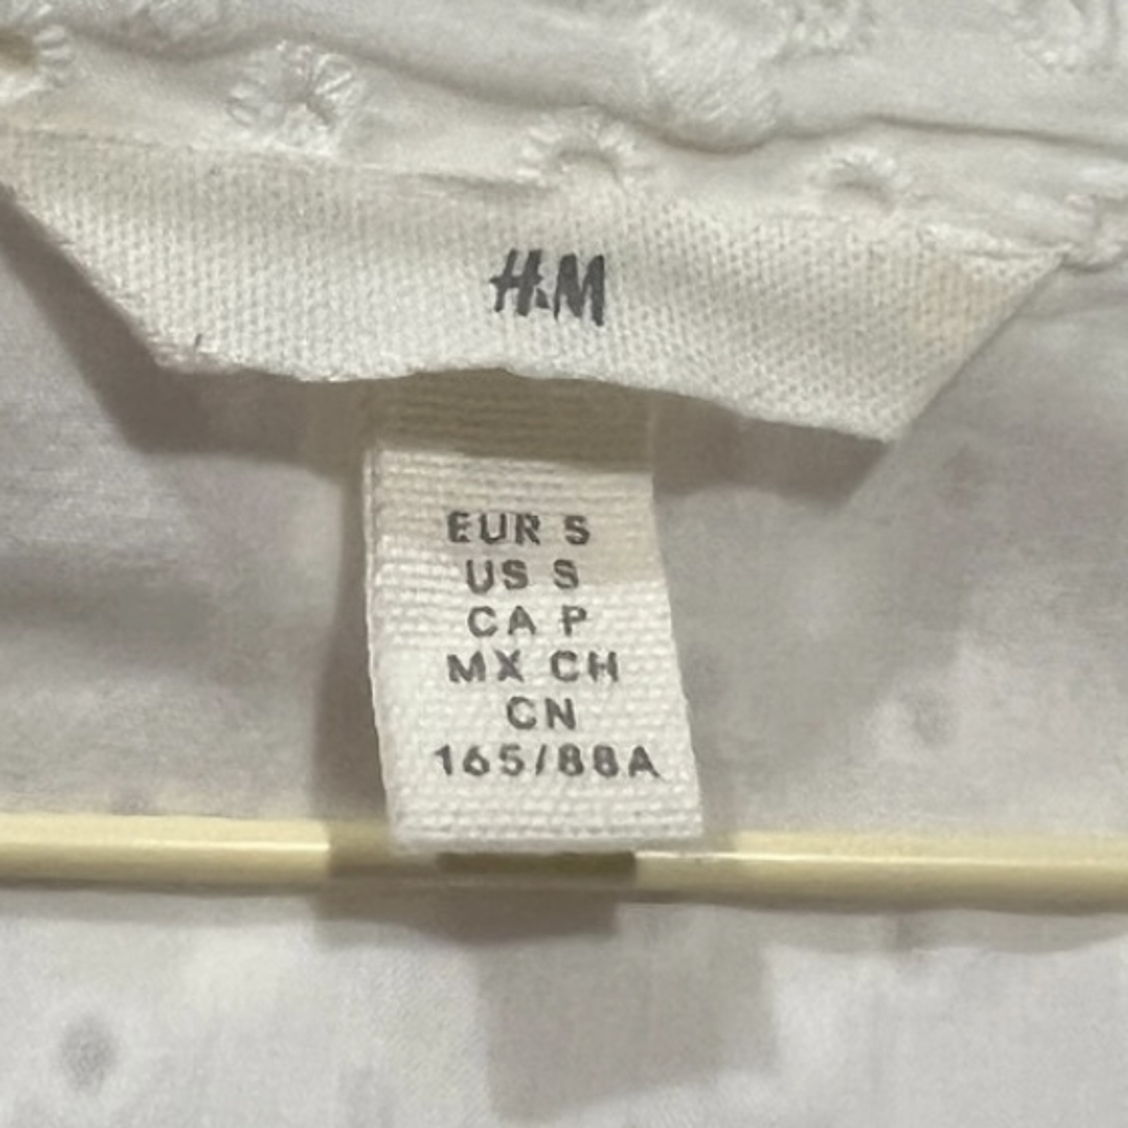 H&M
EUR S
US S
CA P
MX CH
CN
165/88A